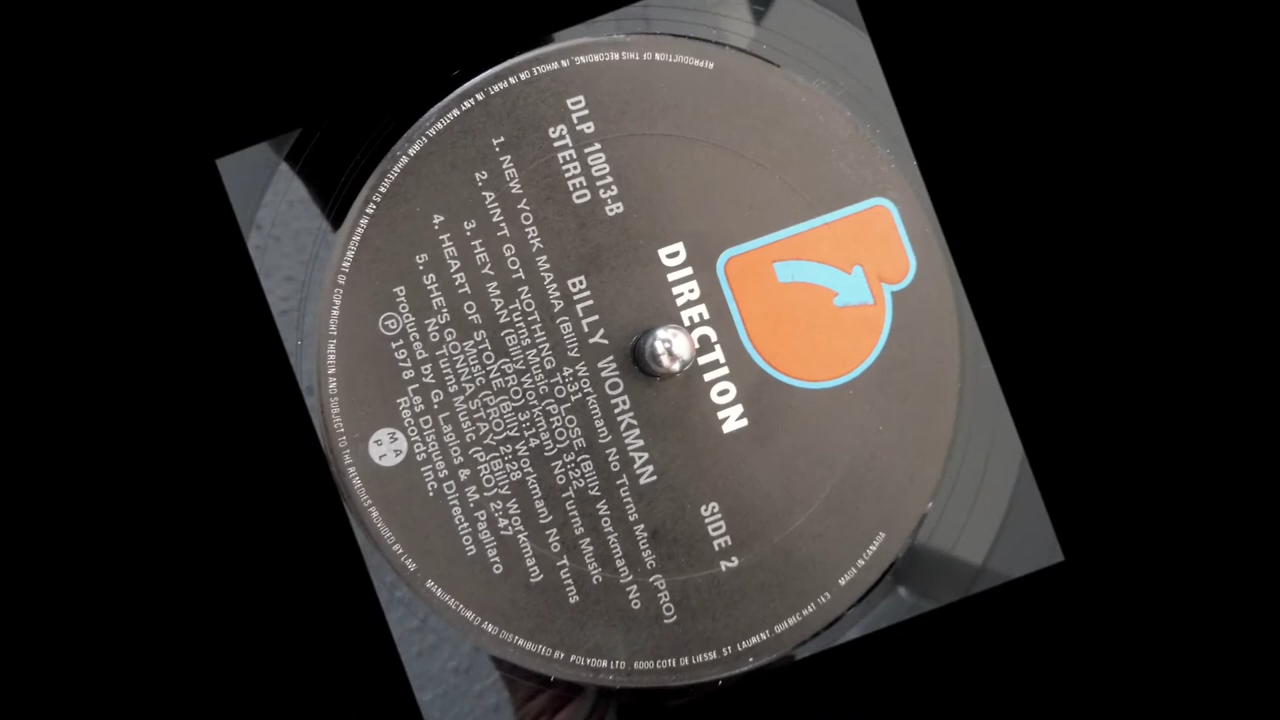 DIRECTION
DLP 10013-B
STEREO
SIDE 2
BILLY WORKMAN
1. NEW YORK MAMA (Billy Workman) No Turns Music (PRO)
4:31
2. AIN'T GOT NOTHING TO LOSE (Billy Workman) No
Turns Music (PRO) 3:22
3. HEY MAN (Billy Workman) No Turns Music
(PRO) 3:14
4. HEART OF STONE (Billy Workman) No Turns
Music (PRO) 2:28
5. SHE'S GONNA STAY (Billy Workman)
No Turns Music (PRO) 2:47
Produced by G. Lagios & M. Pagliaro
Ⓟ 1978 Les Disques Direction
Records Inc.
M A
P L
REPRODUCTION OF THIS RECORDING, IN WHOLE OR IN PART, IN ANY MATERIAL FORM WHATEVER IS AN INFRINGEMENT OF COPYRIGHT THEREIN AND SUBJECT TO THE REMEDIES PROVIDED BY LAW · MANUFACTURED AND DISTRIBUTED BY POLYDOR LTD., 6000 COTE DE LIESSE, ST. LAURENT, QUEBEC H4T 1E3 MADE IN CANADA